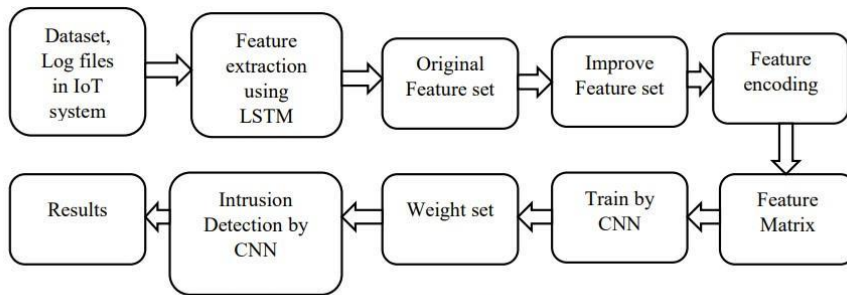 Dataset,
Log files
in IoT
system
Feature
extraction
using
LSTM
Original
Feature set
Improve
Feature set
Feature
encoding
Feature
Matrix
Train by
CNN
Weight set
Intrusion
Detection by
CNN
Results